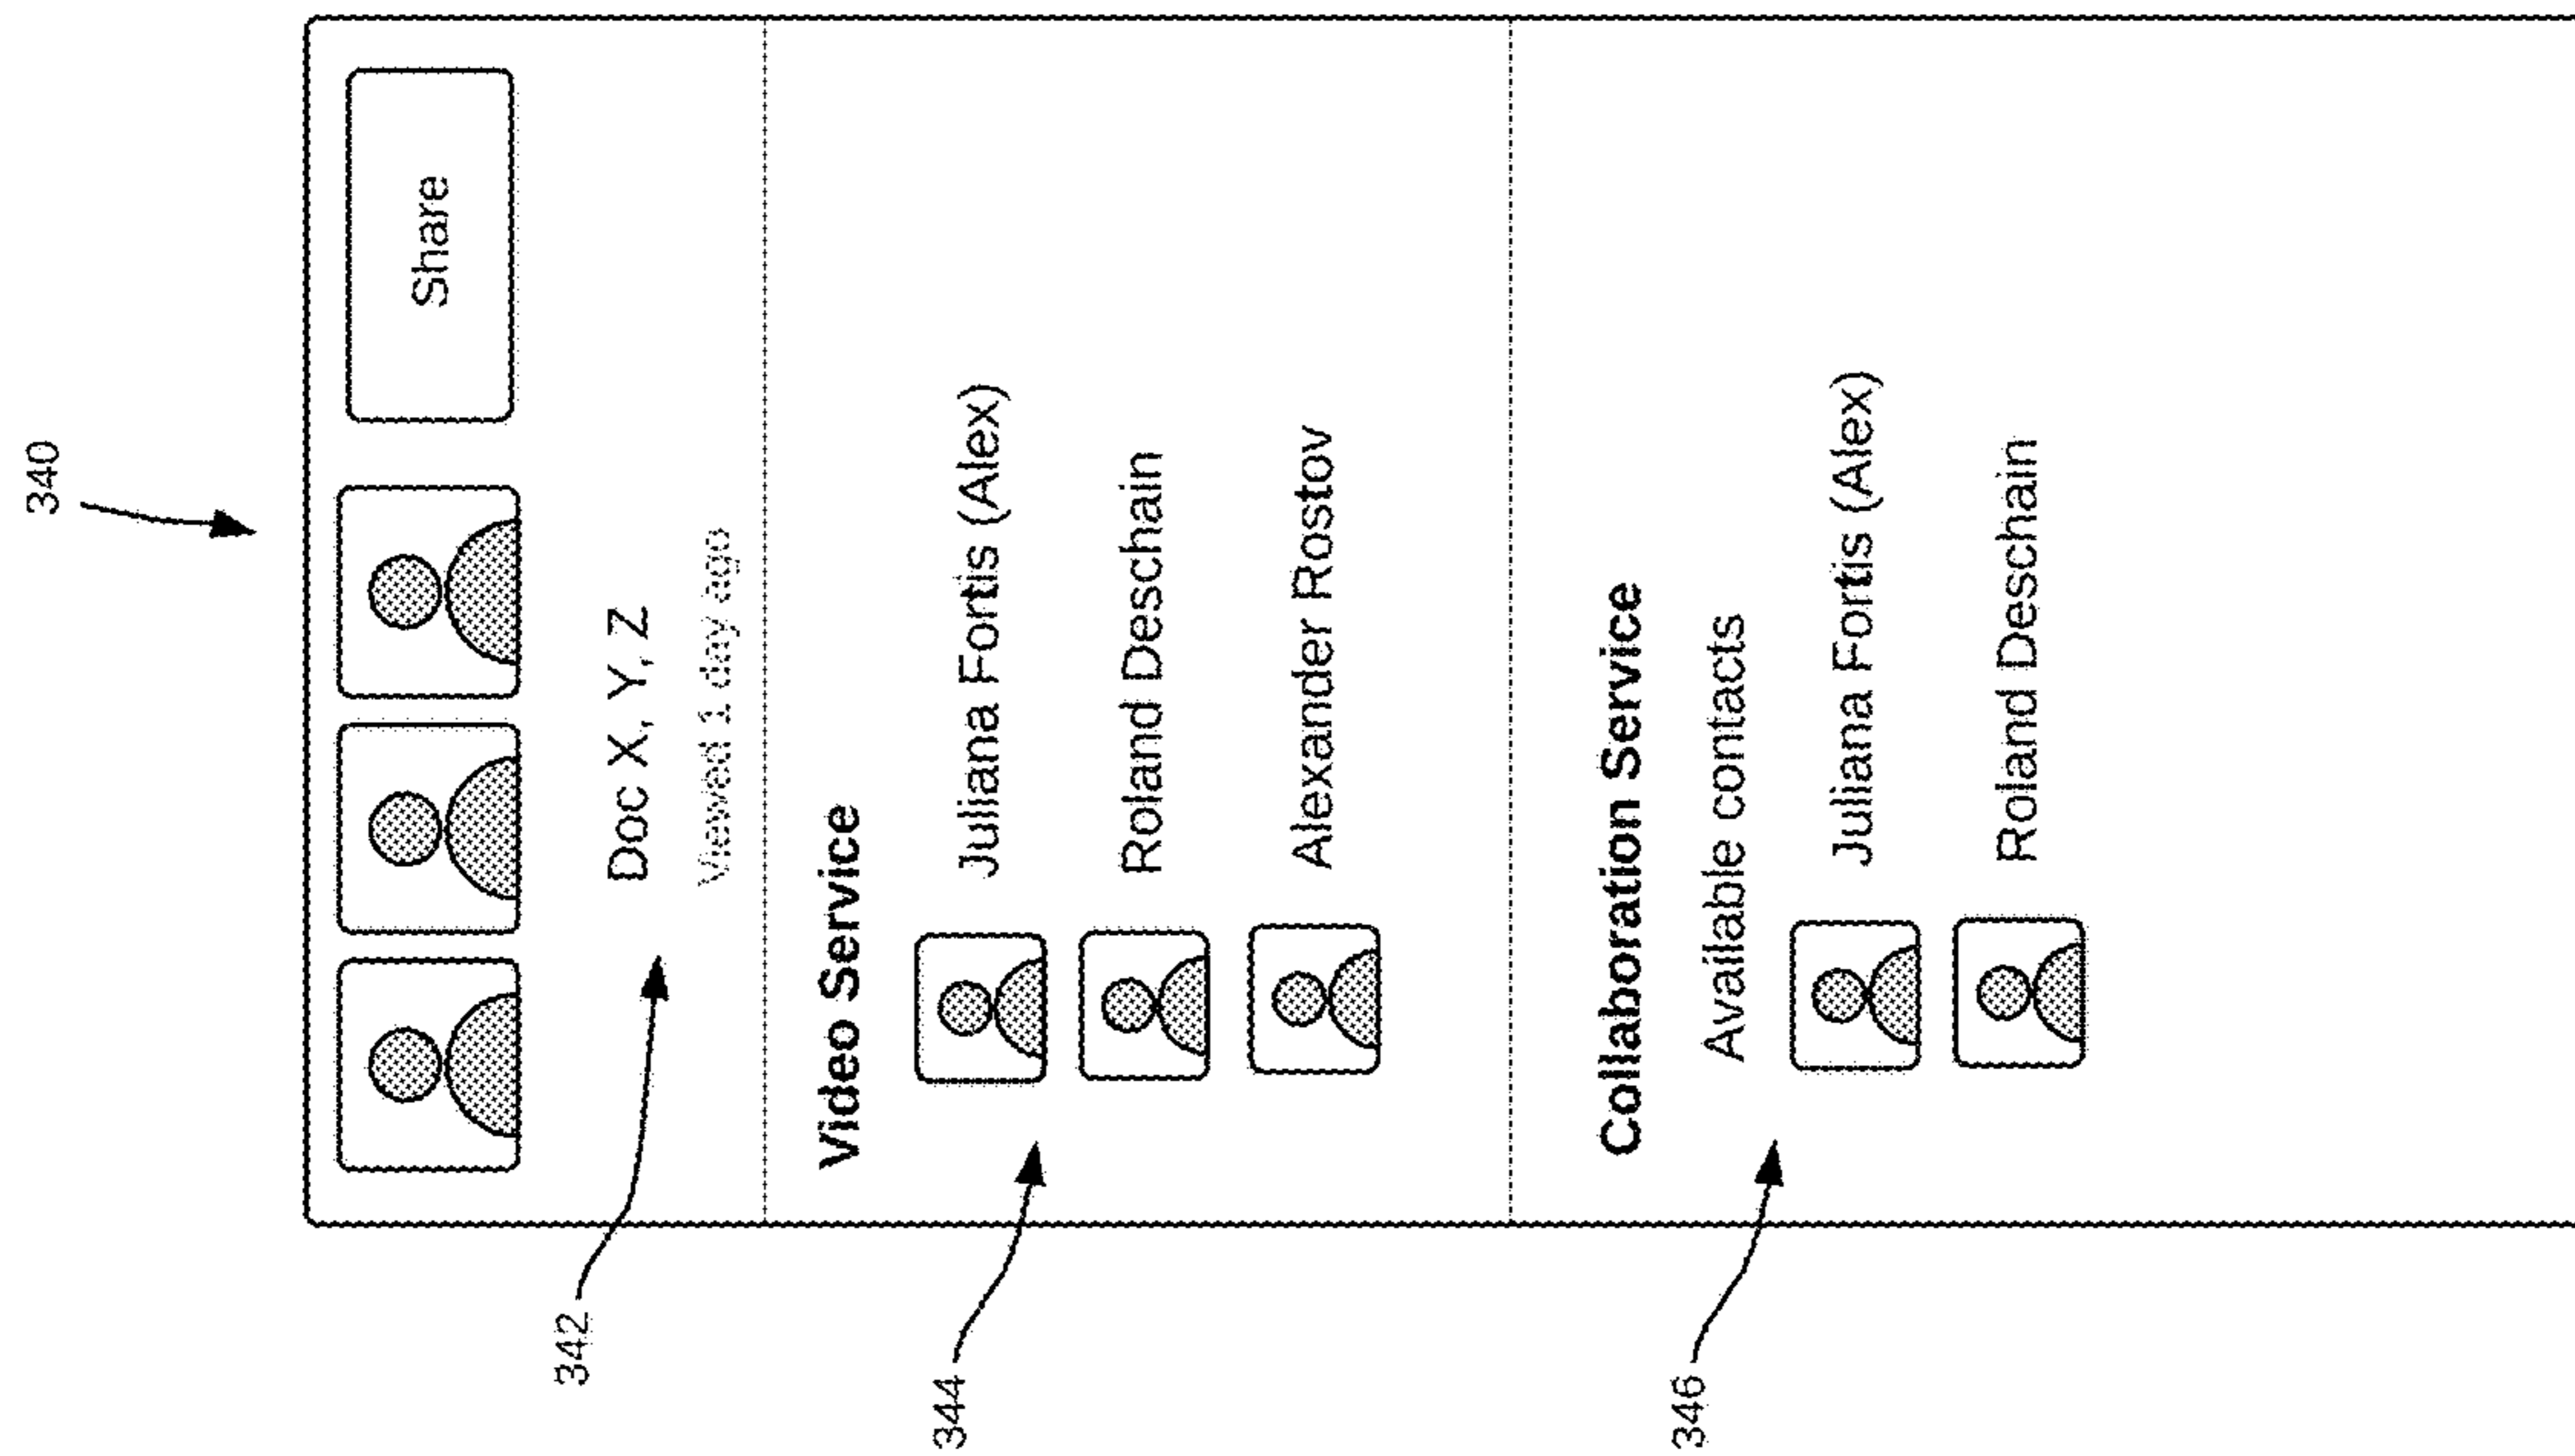 340
Share
342
Doc X, Y, Z
Viewed 1 day ago
Video Service
344
Juliana Fortis (Alex)
Roland Deschain
Alexander Rostov
Collaboration Service
346
Available contacts
Juliana Fortis (Alex)
Roland Deschain